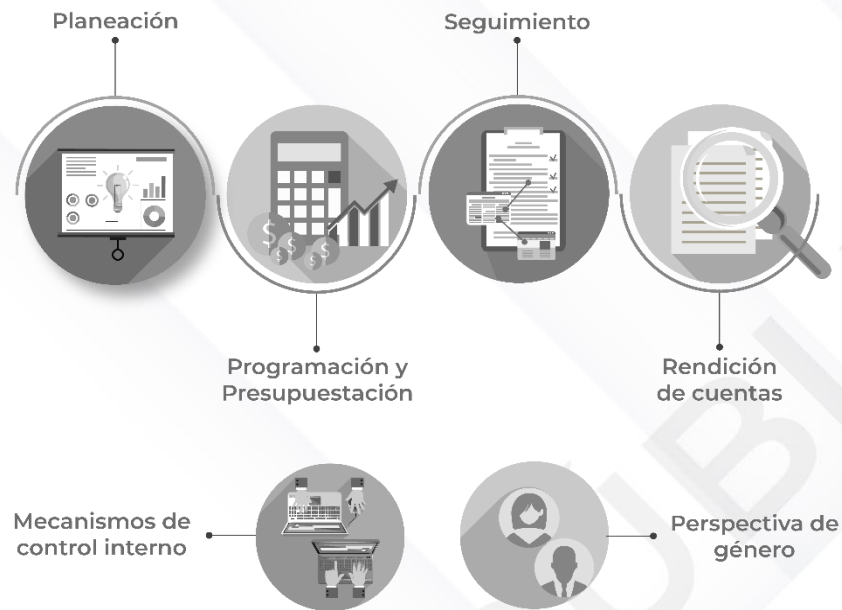 Planeación
Seguimiento
Programación y
Presupuestación
Rendición
de cuentas
Mecanismos de
control interno
Perspectiva de
género